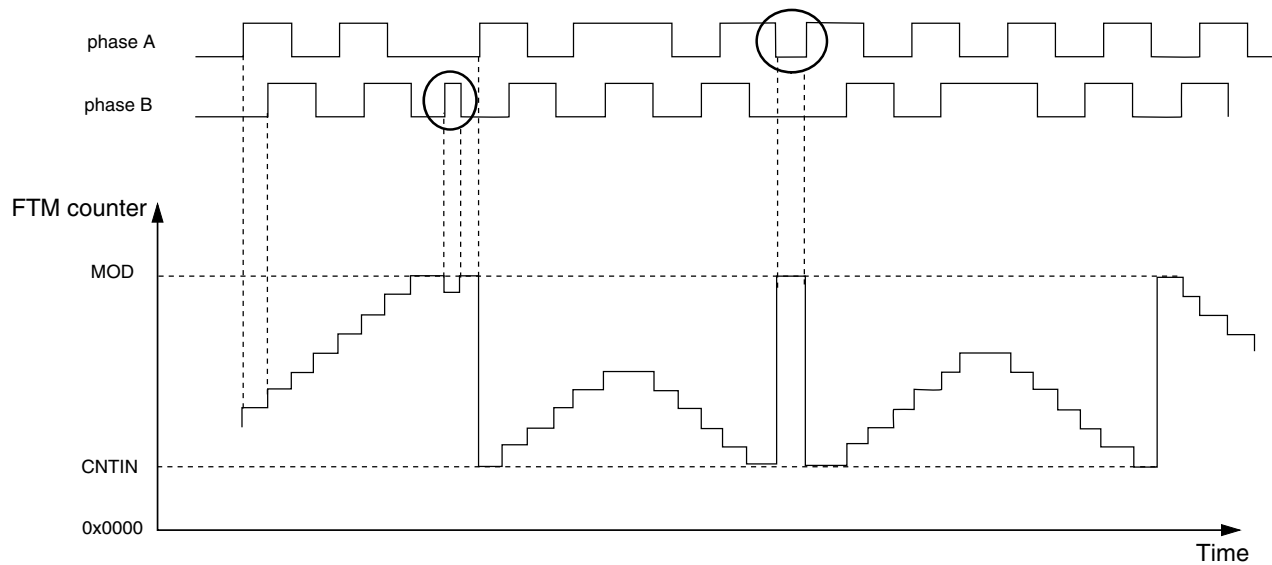 phase A
phase B
FTM counter
MOD
CNTIN
0x0000
Time